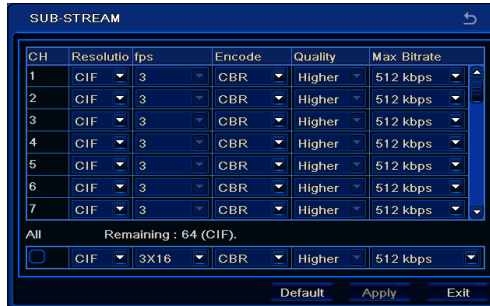 SUB-STREAM
CH Resolutio fps Encode Quality Max Bitrate
1 CIF 3 CBR Higher 512 kbps
2 CIF 3 CBR Higher 512 kbps
3 CIF 3 CBR Higher 512 kbps
4 CIF 3 CBR Higher 512 kbps
5 CIF 3 CBR Higher 512 kbps
6 CIF 3 CBR Higher 512 kbps
7 CIF 3 CBR Higher 512 kbps
All Remaining : 64 (CIF).
CIF 3X16 CBR Higher 512 kbps
Default Apply Exit